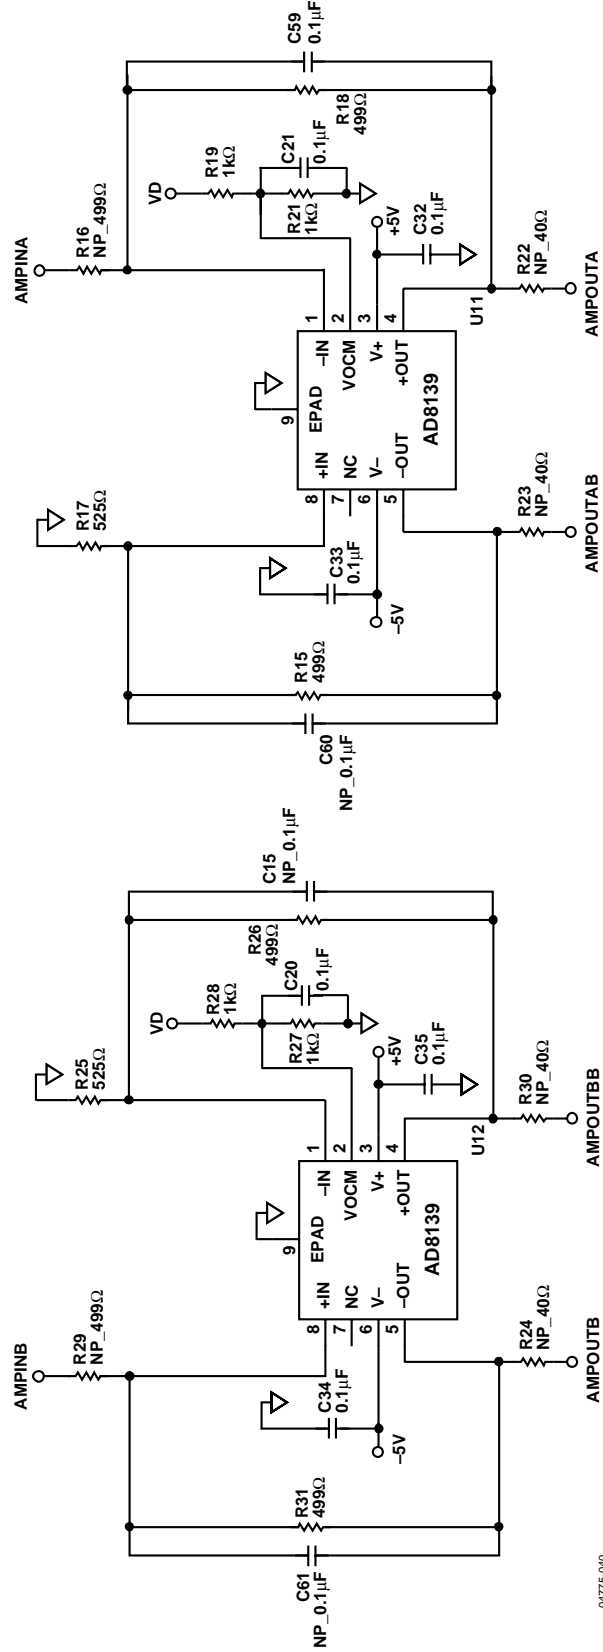 AMPINA
R16
NP_499Ω
C59
0.1µF
R18
499Ω
VD
R19
1kΩ
C21
0.1µF
R21
1kΩ
+5V
C32
0.1µF
R22
NP_40Ω
AMPOUTA
U11
1
2
3
4
–IN
VOCM
V+
+OUT
EPAD
9
AD8139
+IN
NC
V–
–OUT
8
7
6
5
R17
525Ω
C33
0.1µF
–5V
R23
NP_40Ω
AMPOUTAB
R15
499Ω
C60
NP_0.1µF
C15
NP_0.1µF
R26
499Ω
R25
525Ω
VD
R28
1kΩ
C20
0.1µF
R27
1kΩ
+5V
C35
0.1µF
R30
NP_40Ω
AMPOUTBB
U12
1
2
3
4
–IN
VOCM
V+
+OUT
EPAD
9
AD8139
+IN
NC
V–
–OUT
8
7
6
5
AMPINB
R29
NP_499Ω
C34
0.1µF
–5V
R24
NP_40Ω
AMPOUTB
R31
499Ω
C61
NP_0.1µF
04775-040